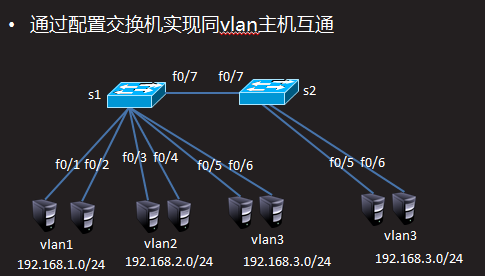 • 通过配置交换机实现同vlan主机互通
f0/7 f0/7
s1
s2
f0/1 f0/2 f0/3 f0/4 f0/5 f0/6 f0/5 f0/6
vlan1 vlan2 vlan3 vlan3
192.168.1.0/24 192.168.2.0/24 192.168.3.0/24 192.168.3.0/24